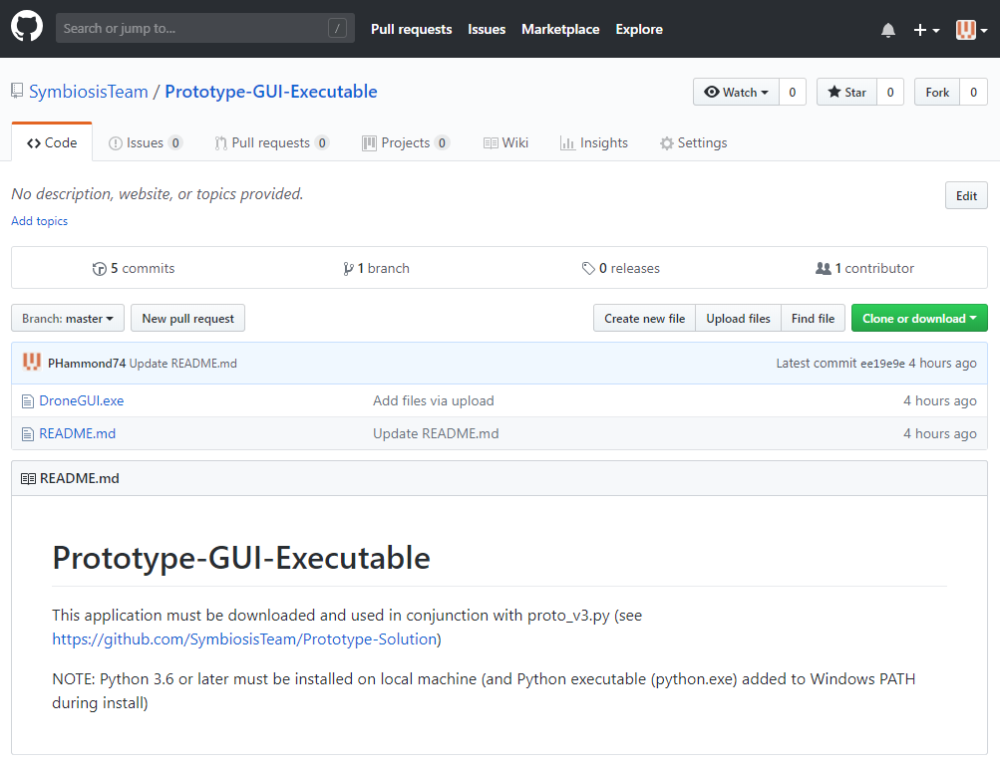 Search or jump to... / Pull requests Issues Marketplace Explore
SymbiosisTeam / Prototype-GUI-Executable Watch 0 Star 0 Fork 0
Code Issues 0 Pull requests 0 Projects 0 Wiki Insights Settings
No description, website, or topics provided. Edit
Add topics
5 commits 1 branch 0 releases 1 contributor
Branch: master New pull request Create new file Upload files Find file Clone or download
PHammond74 Update README.md Latest commit ee19e9e 4 hours ago
DroneGUI.exe Add files via upload 4 hours ago
README.md Update README.md 4 hours ago
README.md
Prototype-GUI-Executable
This application must be downloaded and used in conjunction with proto_v3.py (see
https://github.com/SymbiosisTeam/Prototype-Solution)
NOTE: Python 3.6 or later must be installed on local machine (and Python executable (python.exe) added to Windows PATH
during install)